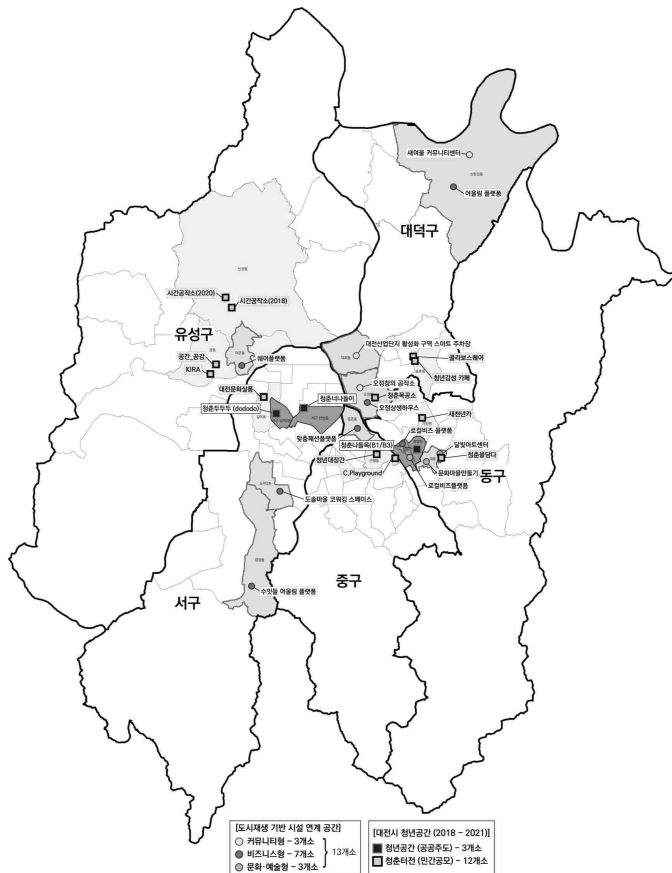 새여울 커뮤니티센터
어울림 플랫폼
대덕구
시간공작소(2020)
시간공작소(2018)
유성구
대전산업단지 활성화 구역 스마트 주차장
공간_공감
쉐어플랫폼
콜라보스퀘어
KIRA
청년감성 카페
오정창의 공작소
대전문화살롱
청춘너나들이
청춘목공소
청춘두두두 (dododo)
오정상생하우스
새천년카
로컬비즈 플랫폼
맞춤패션플랫폼
청춘나들목(B1/B3)
달빛아트센터
청년대장간
청춘을담다
C.Playground
문화마을만들기
동구
로컬비즈플랫폼
도솔마을 코워킹 스페이스
중구
서구
수밋들 어울림 플랫폼
[도시재생 기반 시설 연계 공간]
커뮤니티형 - 3개소
비즈니스형 - 7개소
문화·예술형 - 3개소
13개소
[대전시 청년공간 (2018 - 2021)]
청년공간 (공공주도) - 3개소
청춘터전 (민간공모) - 12개소